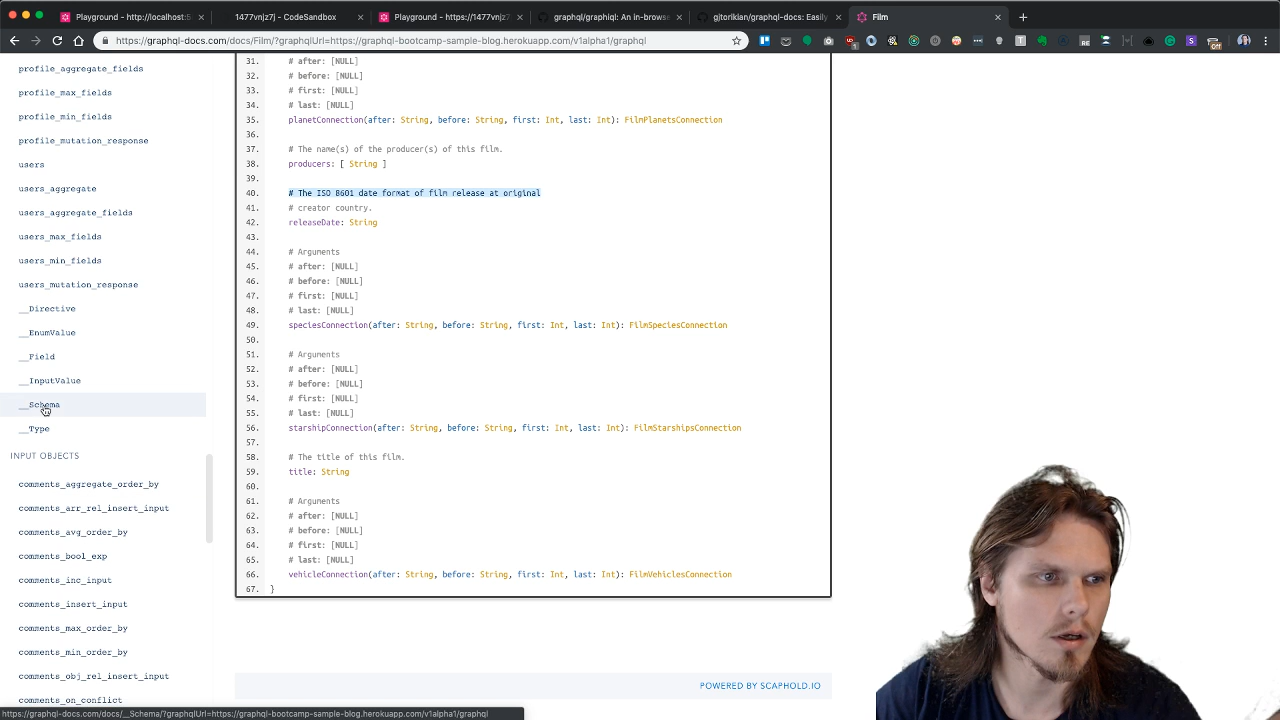 Playground - http://localhost:5
1477vnjz7j - CodeSandbox
Playground - https://1477vnjz7j
graphql/graphiql: An in-browse
gjtorikian/graphql-docs: Easily
Film
https://graphql-docs.com/docs/Film/?graphqlUrl=https://graphql-bootcamp-sample-blog.herokuapp.com/v1alpha1/graphql
profile_aggregate_fields
profile_max_fields
profile_min_fields
profile_mutation_response
users
users_aggregate
users_aggregate_fields
users_max_fields
users_min_fields
users_mutation_response
__Directive
__EnumValue
__Field
__InputValue
__Schema
__Type
INPUT OBJECTS
comments_aggregate_order_by
comments_arr_rel_insert_input
comments_avg_order_by
comments_bool_exp
comments_inc_input
comments_insert_input
comments_max_order_by
comments_min_order_by
comments_obj_rel_insert_input
comments_on_conflict
31. # after: [NULL]
32. # before: [NULL]
33. # first: [NULL]
34. # last: [NULL]
35. planetConnection(after: String, before: String, first: Int, last: Int): FilmPlanetsConnection
36.
37. # The name(s) of the producer(s) of this film.
38. producers: [ String ]
39.
40. # The ISO 8601 date format of film release at original
41. # creator country.
42. releaseDate: String
43.
44. # Arguments
45. # after: [NULL]
46. # before: [NULL]
47. # first: [NULL]
48. # last: [NULL]
49. speciesConnection(after: String, before: String, first: Int, last: Int): FilmSpeciesConnection
50.
51. # Arguments
52. # after: [NULL]
53. # before: [NULL]
54. # first: [NULL]
55. # last: [NULL]
56. starshipConnection(after: String, before: String, first: Int, last: Int): FilmStarshipsConnection
57.
58. # The title of this film.
59. title: String
60.
61. # Arguments
62. # after: [NULL]
63. # before: [NULL]
64. # first: [NULL]
65. # last: [NULL]
66. vehicleConnection(after: String, before: String, first: Int, last: Int): FilmVehiclesConnection
67. }
POWERED BY SCAPHOLD.IO
https://graphql-docs.com/docs/__Schema/?graphqlUrl=https://graphql-bootcamp-sample-blog.herokuapp.com/v1alpha1/graphql